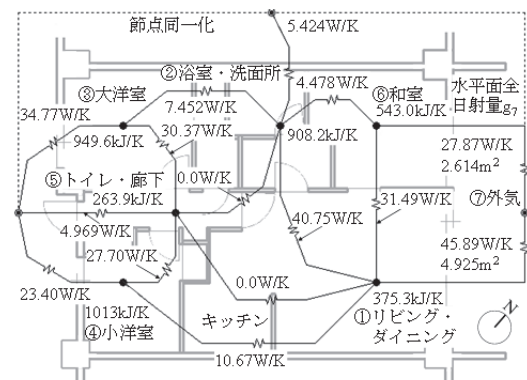 節点同一化
5.424W/K
②浴室・洗面所
4.478W/K
③大洋室
7.452W/K
⑥和室
水平面全
日射量g7
34.77W/K
543.0kJ/K
949.6kJ/K
30.37W/K
908.2kJ/K
27.87W/K
2.614m²
⑤トイレ・廊下
0.0W/K
263.9kJ/K
⑦外気
31.49W/K
4.969W/K
40.75W/K
27.70W/K
45.89W/K
4.925m²
23.40W/K
0.0W/K
1013kJ/K
375.3kJ/K
④小洋室
キッチン
①リビング・
ダイニング
N
10.67W/K